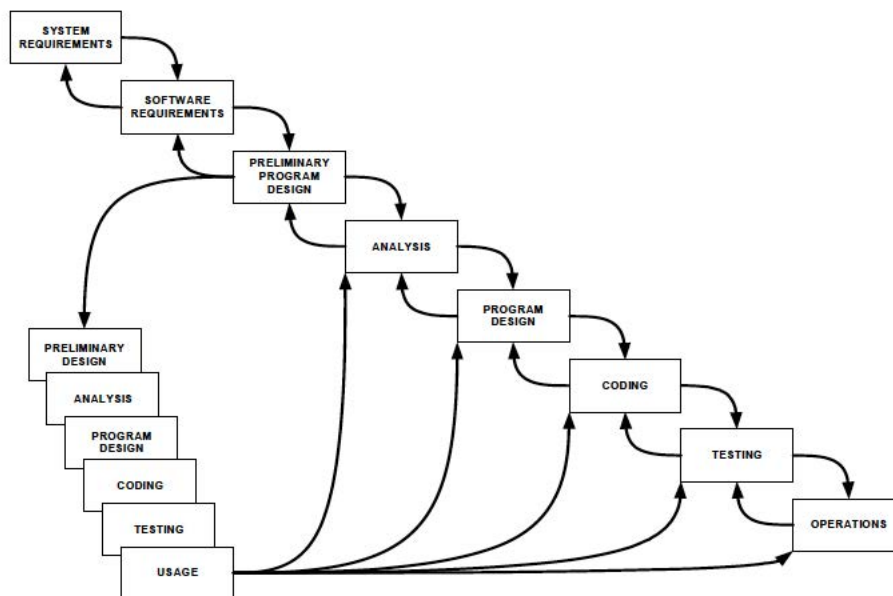 SYSTEM
REQUIREMENTS
SOFTWARE
REQUIREMENTS
PRELIMINARY
PROGRAM
DESIGN
ANALYSIS
PROGRAM
DESIGN
CODING
TESTING
OPERATIONS
PRELIMINARY
DESIGN
ANALYSIS
PROGRAM
DESIGN
CODING
TESTING
USAGE